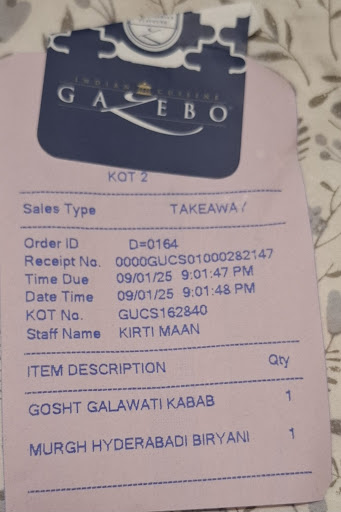 INDIAN CUISINE
GAZEBO
KOT 2
Sales Type TAKEAWA
Order ID D=0164
Receipt No. 0000GUCS01000282147
Time Due 09/01/25 9:01:47 PM
Date Time 09/01/25 9:01:48 PM
KOT No. GUCS162840
Staff Name KIRTI MAAN
ITEM DESCRIPTION Qty
GOSHT GALAWATI KABAB 1
MURGH HYDERABADI BIRYANI 1